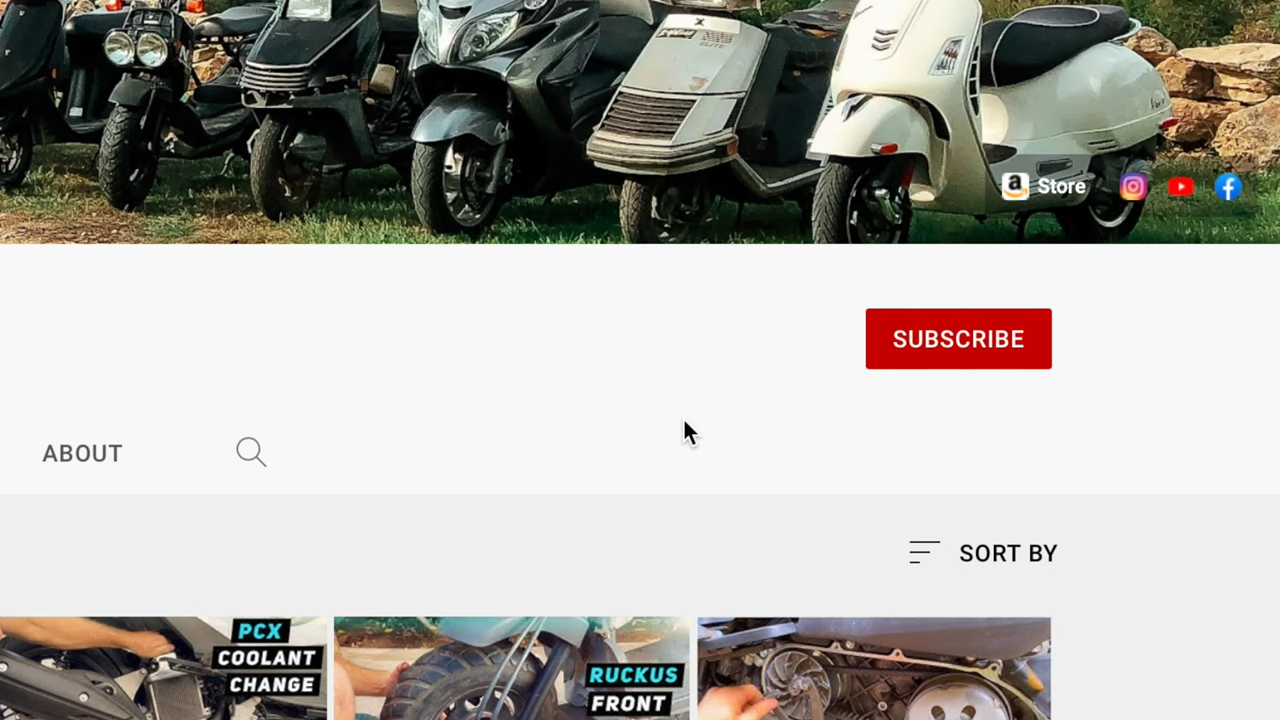 Store
SUBSCRIBE
ABOUT
SORT BY
PCX
COOLANT
CHANGE
RUCKUS
FRONT